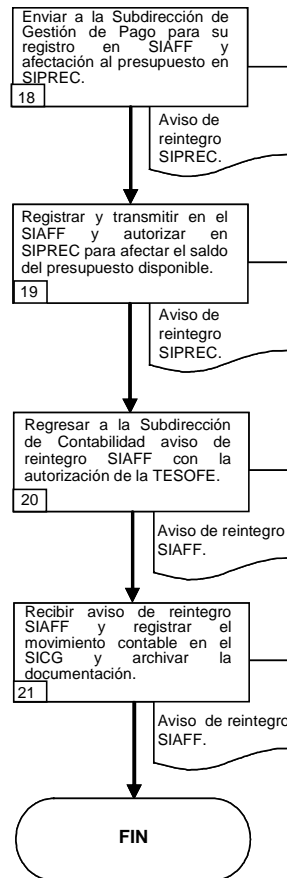 Enviar a la Subdirección de
Gestión de Pago para su
registro en SIAFF y
afectación al presupuesto en
SIPREC.
18
Aviso de
reintegro
SIPREC.
Registrar y transmitir en el
SIAFF y autorizar en
SIPREC para afectar el saldo
del presupuesto disponible.
19
Aviso de
reintegro
SIPREC.
Regresar a la Subdirección
de Contabilidad aviso de
reintegro SIAFF con la
autorización de la TESOFE.
20
Aviso de reintegro
SIAFF.
Recibir aviso de reintegro
SIAFF y registrar el
movimiento contable en el
SICG y archivar la
documentación.
21
Aviso de reintegro
SIAFF.
FIN